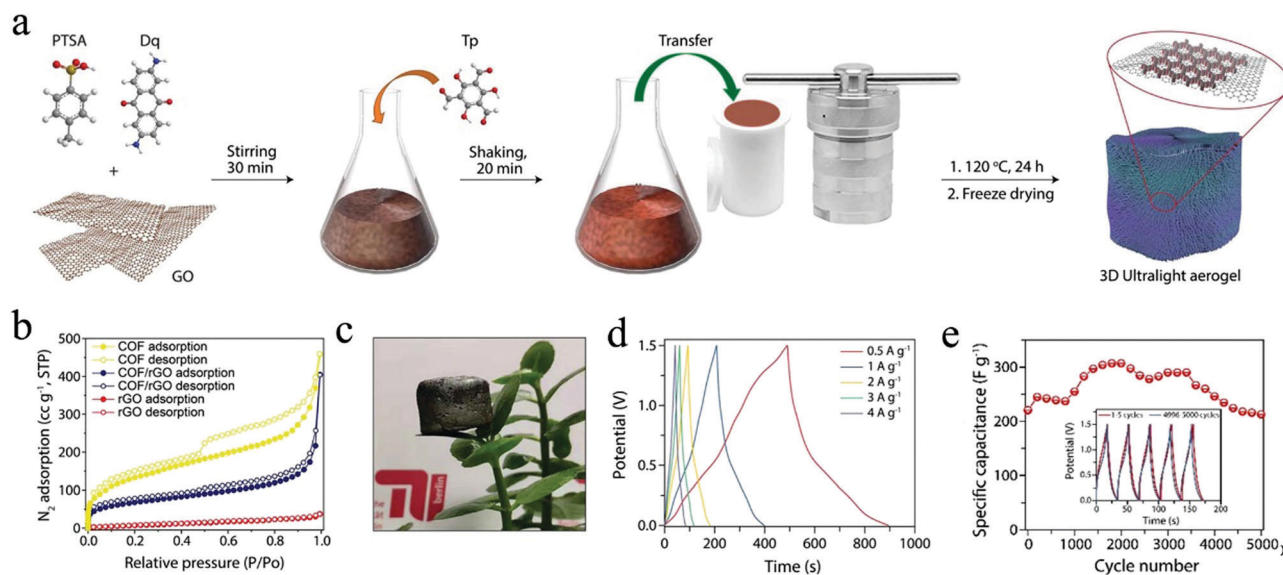 a
PTSA
Dq
Tp
Transfer
+
Stirring
30 min
Shaking,
20 min
1. 120 °C, 24 h
2. Freeze drying
GO
3D Ultralight aerogel
b
N₂ adsorption (cc g⁻¹, STP)
500
400
300
200
100
0
COF adsorption
COF desorption
COF/rGO adsorption
COF/rGO desorption
rGO adsorption
rGO desorption
0.0
0.2
0.4
0.6
0.8
1.0
Relative pressure (P/Po)
c
berlin
d
Potential (V)
1.5
1.0
0.5
0.0
0.5 A g⁻¹
1 A g⁻¹
2 A g⁻¹
3 A g⁻¹
4 A g⁻¹
0
200
400
600
800
1000
Time (s)
e
Specific capacitance (F g⁻¹)
300
200
100
0
1-5 cycles
4996-5000 cycles
Potential (V)
1.5
1.0
0.5
0.0
0
50
100
150
200
Time (s)
0
1000
2000
3000
4000
5000
Cycle number